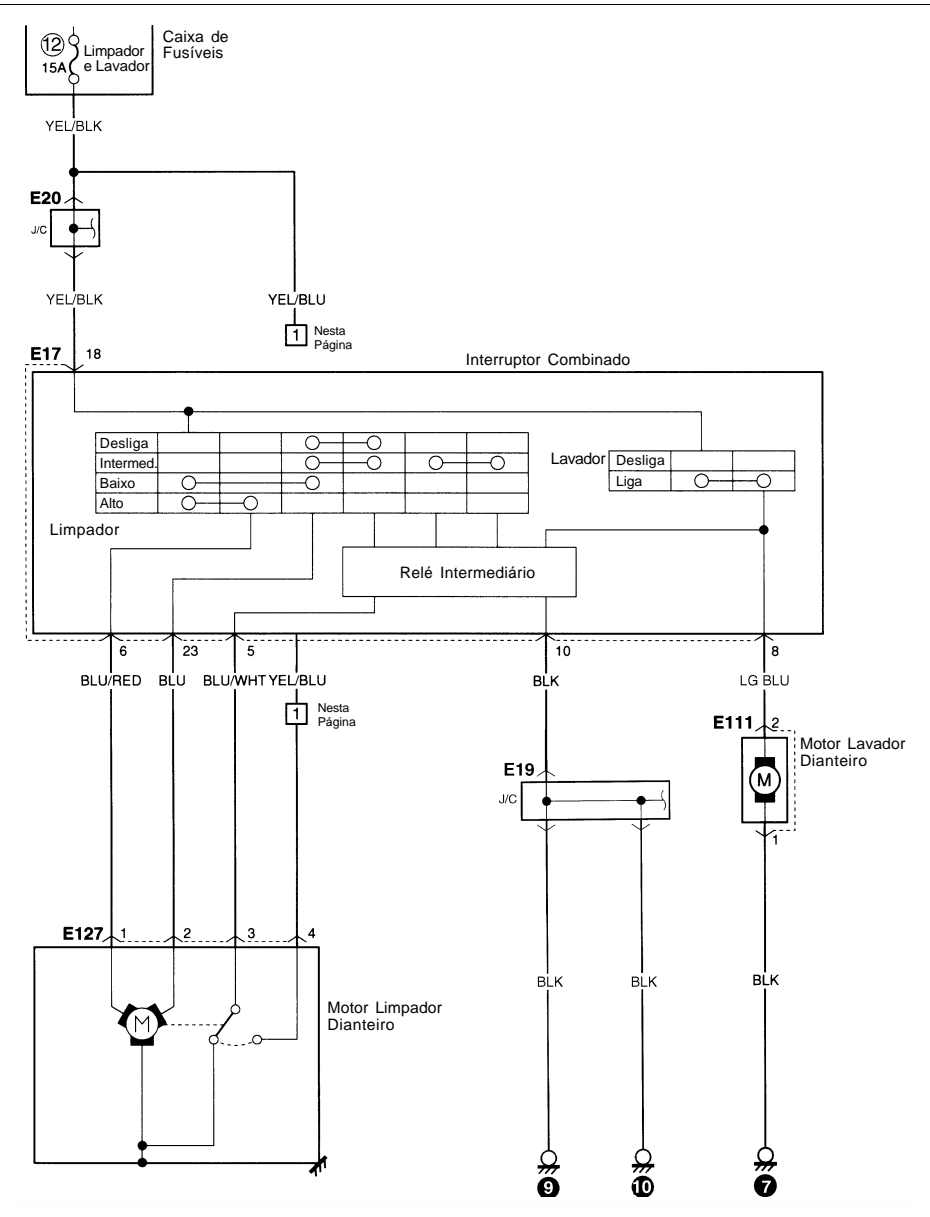 12
Limpador
15A e Lavador
Caixa de
Fusíveis
YEL/BLK
E20
J/C
YEL/BLK
YEL/BLU
1 Nesta
Página
E17 18
Interruptor Combinado
Desliga
Intermed.
Baixo
Alto
Limpador
Lavador
Desliga
Liga
Relé Intermediário
6 23 5 10 8
BLU/RED BLU BLU/WHT YEL/BLU BLK LG BLU
1 Nesta
Página
E111 2
Motor Lavador
Dianteiro
M
1
E19
J/C
E127 1 2 3 4
M
Motor Limpador
Dianteiro
BLK BLK BLK
9 10 7